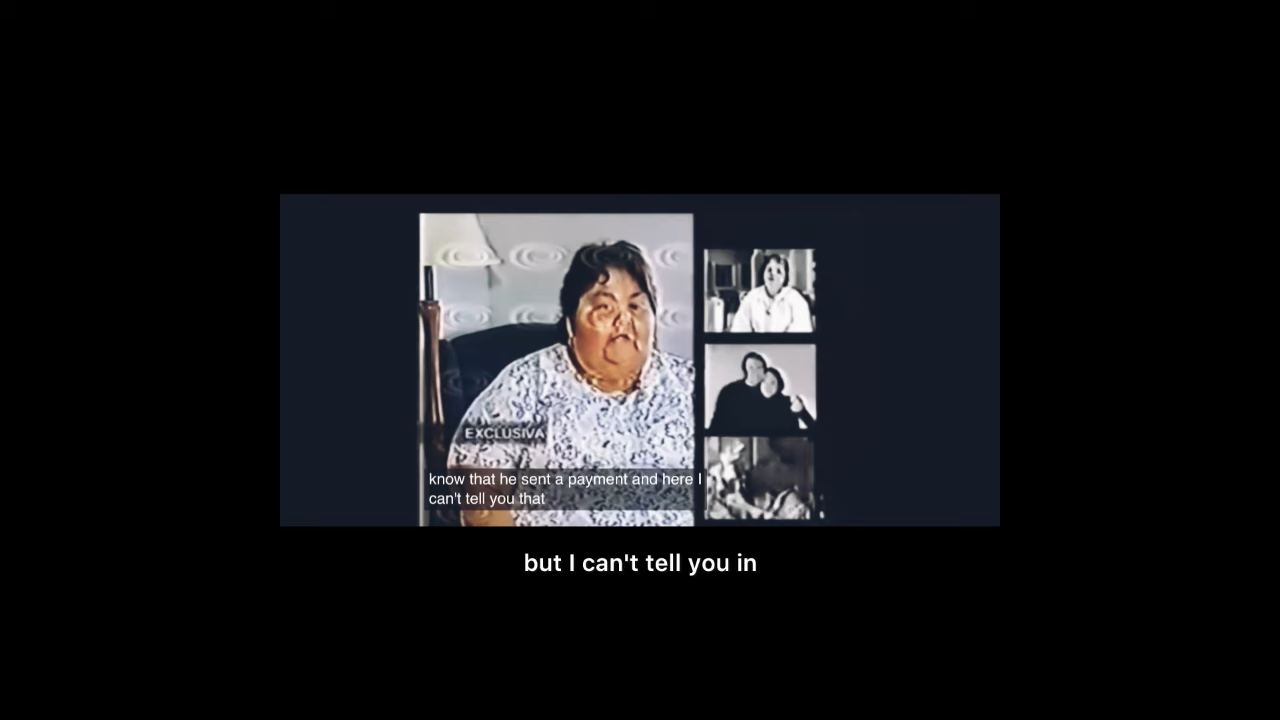 EXCLUSIVA
know that he sent a payment and here I
can't tell you that
but I can't tell you in